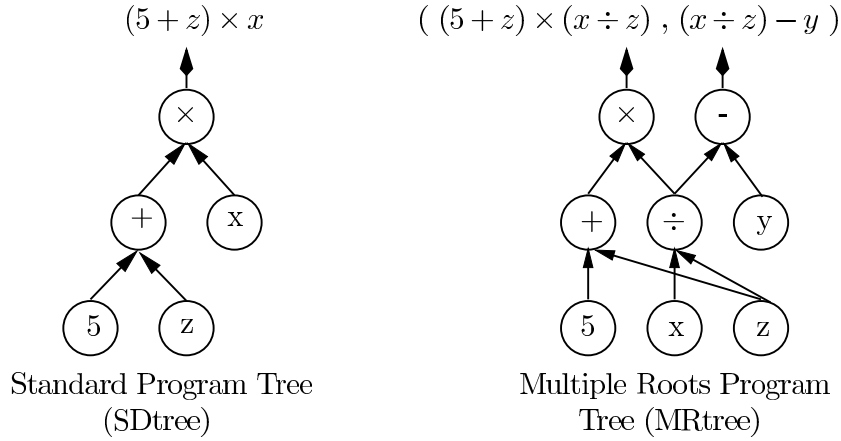 (5 + z) × x
( (5 + z) × (x ÷ z) , (x ÷ z) − y )
× × -
+ x + ÷ y
5 z 5 x z
Standard Program Tree
(SDtree)
Multiple Roots Program
Tree (MRtree)